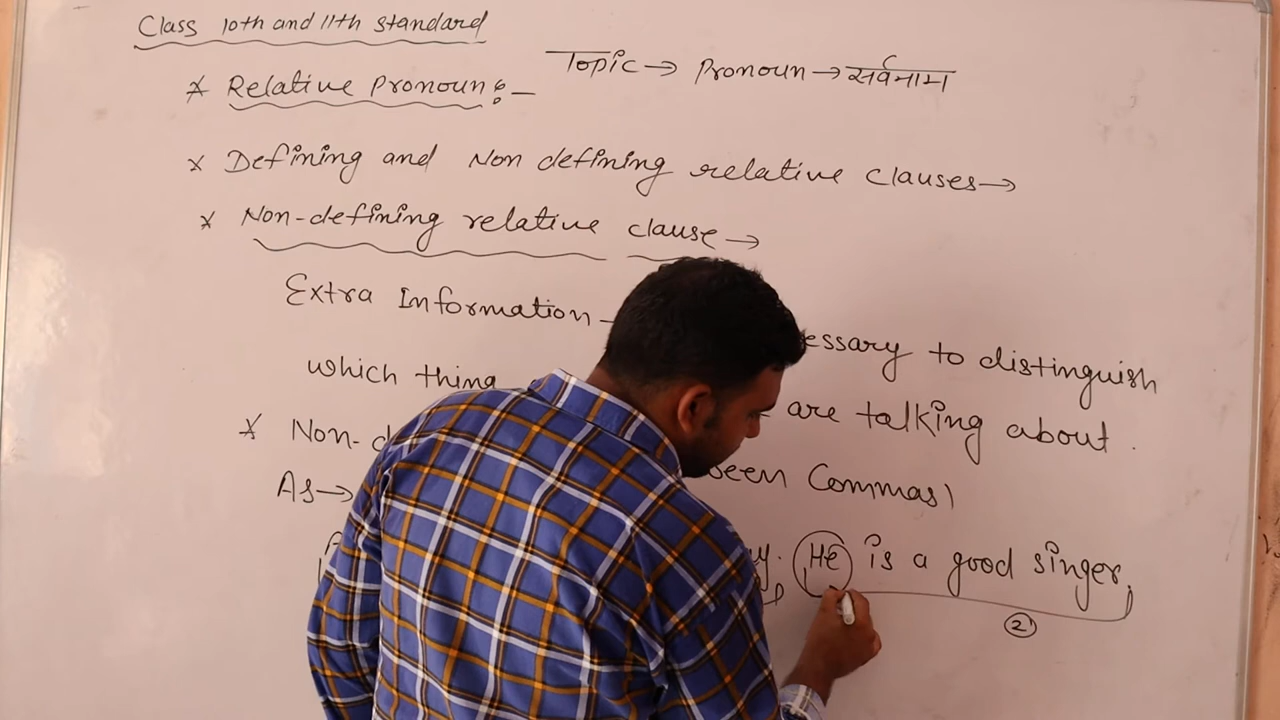 Class 10th and 11th standard
Topic → Pronoun → सर्वनाम
* Relative Pronoun:-
* Defining and Non defining relative clauses →
* Non-defining relative clause →
Extra Information -
to distinguish
which thing are talking about.
* Non- Commas)
As →
HE is a good singer,
2